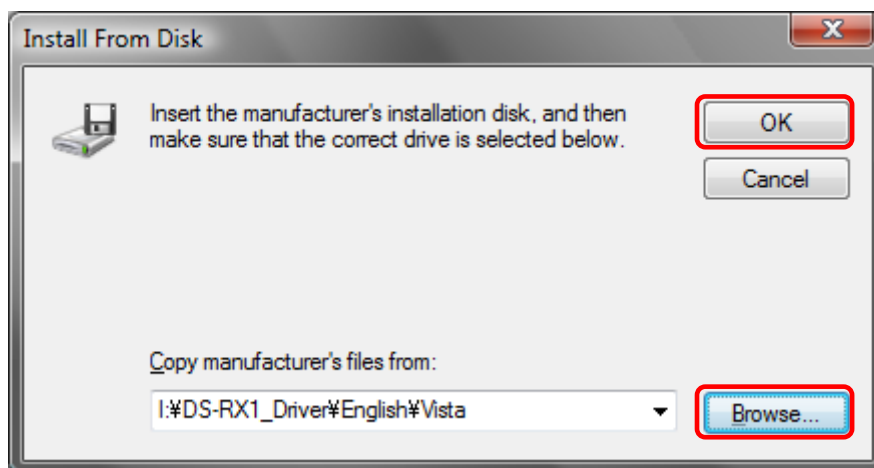 Install From Disk
Insert the manufacturer's installation disk, and then
make sure that the correct drive is selected below.
OK
Cancel
Copy manufacturer's files from:
I:¥DS-RX1_Driver¥English¥Vista
Browse...